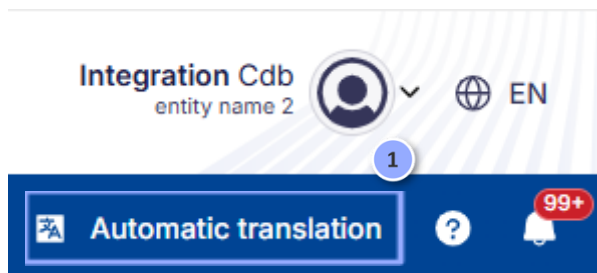 Integration Cdb
entity name 2
EN
1
Automatic translation
?
99+